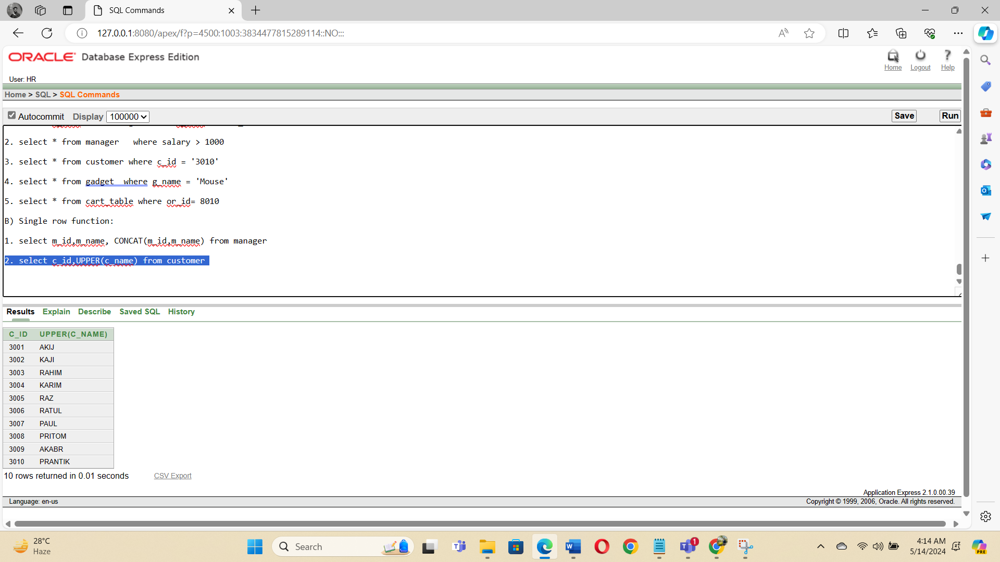 SQL Commands
127.0.0.1:8080/apex/f?p=4500:1003:3834477815289114::NO:::
ORACLE Database Express Edition
Home Logout Help
User: HR
Home > SQL > SQL Commands
Autocommit Display 100000 Save Run
2. select * from manager   where salary > 1000
3. select * from customer where c_id = '3010'
4. select * from gadget  where g_name = 'Mouse'
5. select * from cart_table where or_id= 8010
B) Single row function:
1. select m_id,m_name, CONCAT(m_id,m_name) from manager
2. select c_id,UPPER(c_name) from customer
Results Explain Describe Saved SQL History
C_ID UPPER(C_NAME)
3001 AKIJ
3002 KAJI
3003 RAHIM
3004 KARIM
3005 RAZ
3006 RATUL
3007 PAUL
3008 PRITOM
3009 AKABR
3010 PRANTIK
10 rows returned in 0.01 seconds CSV Export
Application Express 2.1.0.00.39
Language: en-us Copyright © 1999, 2006, Oracle. All rights reserved.
28°C
Haze
Search
1
4:14 AM
5/14/2024
PRE